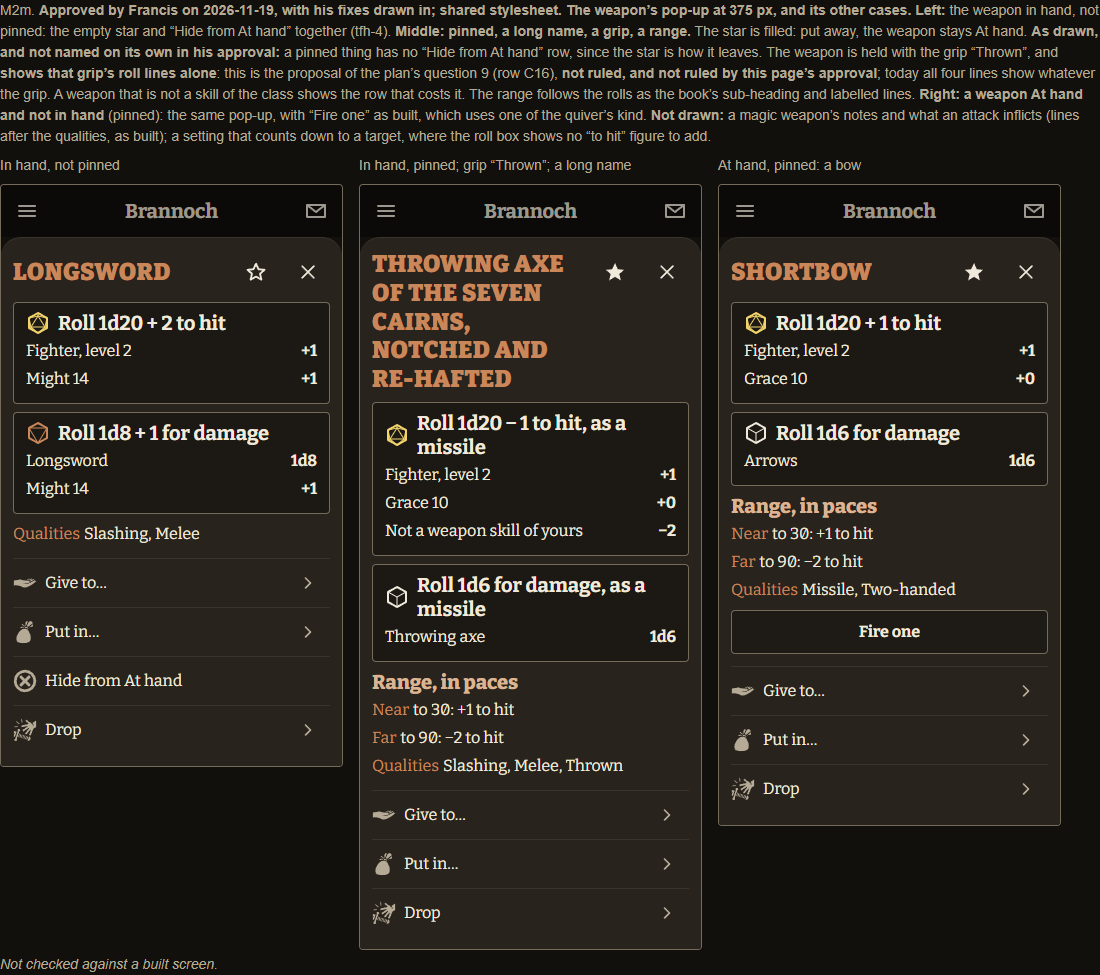 M2m. Approved by Francis on 2026-11-19, with his fixes drawn in; shared stylesheet. The weapon’s pop-up at 375 px, and its other cases. Left: the weapon in hand, not
pinned: the empty star and “Hide from At hand” together (tfh-4). Middle: pinned, a long name, a grip, a range. The star is filled: put away, the weapon stays At hand. As drawn,
and not named on its own in his approval: a pinned thing has no “Hide from At hand” row, since the star is how it leaves. The weapon is held with the grip “Thrown”, and
shows that grip’s roll lines alone: this is the proposal of the plan’s question 9 (row C16), not ruled, and not ruled by this page’s approval; today all four lines show whatever
the grip. A weapon that is not a skill of the class shows the row that costs it. The range follows the rolls as the book’s sub-heading and labelled lines. Right: a weapon At hand
and not in hand (pinned): the same pop-up, with “Fire one” as built, which uses one of the quiver’s kind. Not drawn: a magic weapon’s notes and what an attack inflicts (lines
after the qualities, as built); a setting that counts down to a target, where the roll box shows no “to hit” figure to add.
In hand, not pinned
Brannoch
LONGSWORD
Roll 1d20 + 2 to hit
Fighter, level 2 +1
Might 14 +1
Roll 1d8 + 1 for damage
Longsword 1d8
Might 14 +1
Qualities Slashing, Melee
Give to...
Put in...
Hide from At hand
Drop
In hand, pinned; grip “Thrown”; a long name
Brannoch
THROWING AXE
OF THE SEVEN
CAIRNS,
NOTCHED AND
RE-HAFTED
Roll 1d20 − 1 to hit, as a
missile
Fighter, level 2 +1
Grace 10 +0
Not a weapon skill of yours −2
Roll 1d6 for damage, as a
missile
Throwing axe 1d6
Range, in paces
Near to 30: +1 to hit
Far to 90: −2 to hit
Qualities Slashing, Melee, Thrown
Give to...
Put in...
Drop
At hand, pinned: a bow
Brannoch
SHORTBOW
Roll 1d20 + 1 to hit
Fighter, level 2 +1
Grace 10 +0
Roll 1d6 for damage
Arrows 1d6
Range, in paces
Near to 30: +1 to hit
Far to 90: −2 to hit
Qualities Missile, Two-handed
Fire one
Give to...
Put in...
Drop
Not checked against a built screen.